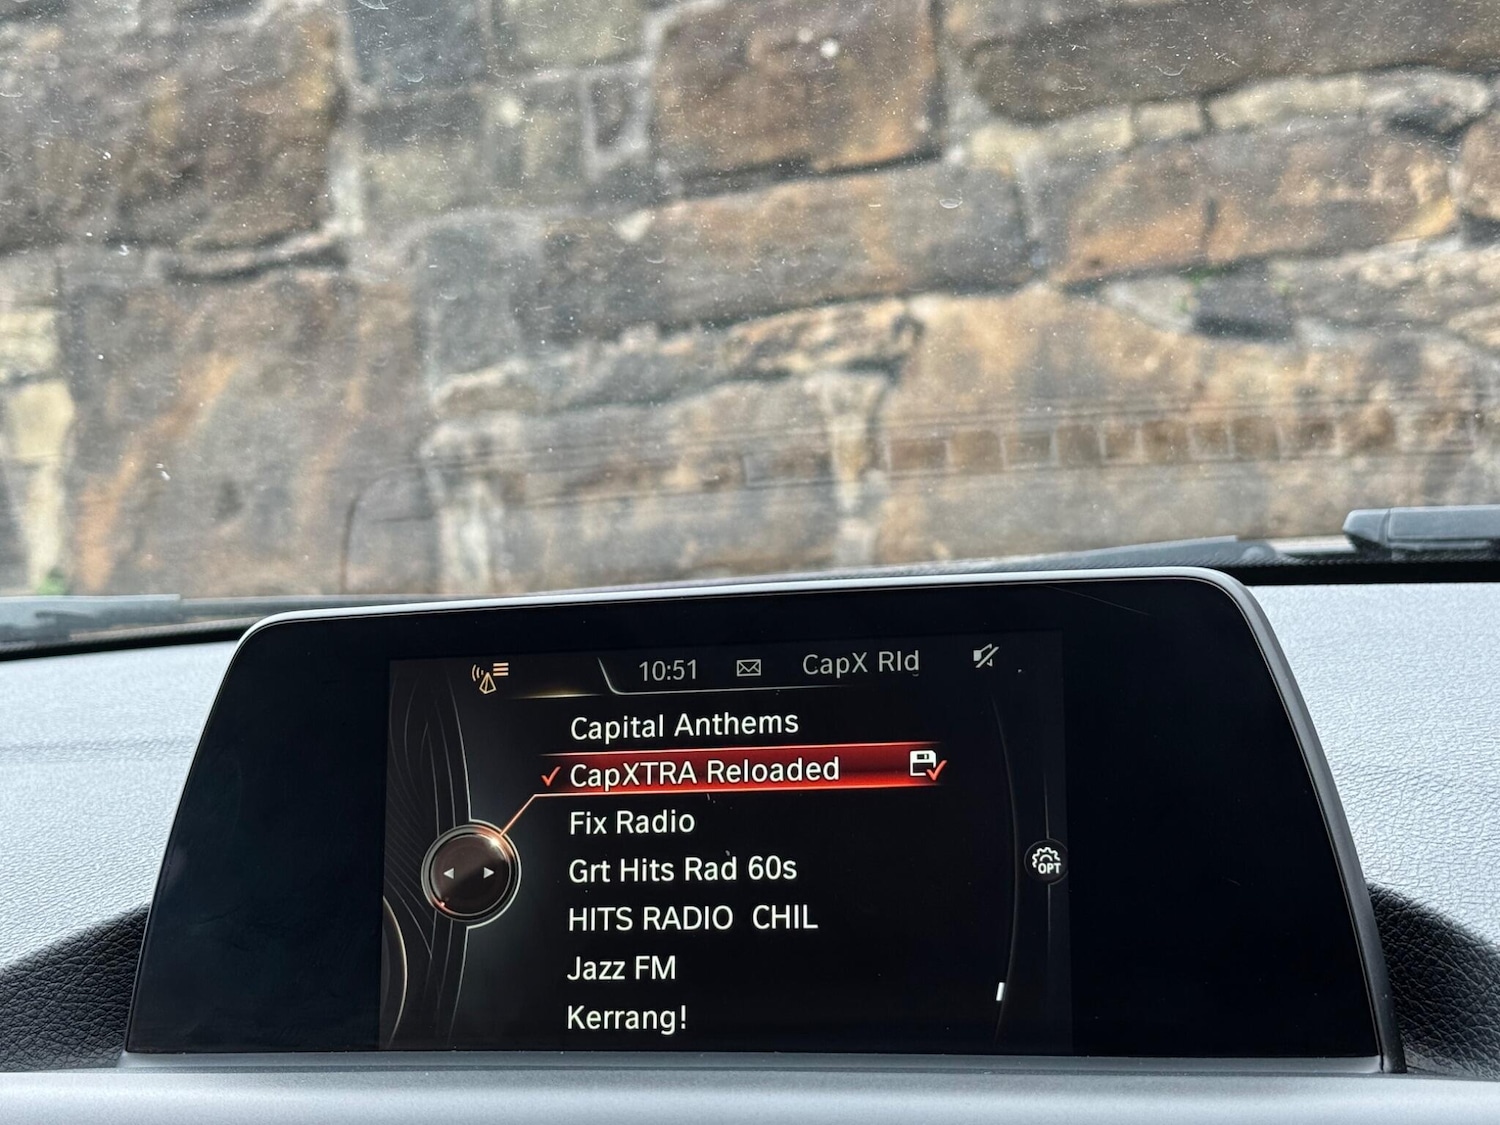 10:51 CapX Rld
Capital Anthems
CapXTRA Reloaded
Fix Radio
Grt Hits Rad 60s
HITS RADIO CHIL
Jazz FM
Kerrang!
OPT